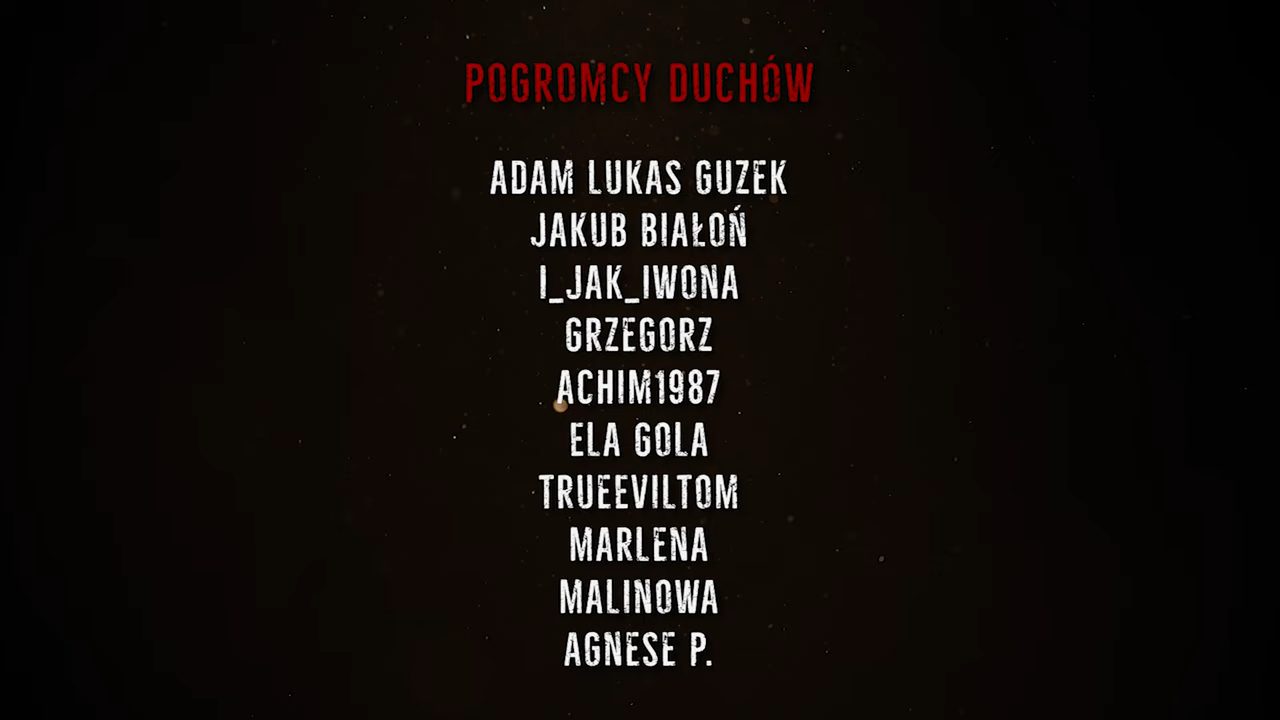 POGROMCY DUCHÓW
ADAM LUKAS GUZEK
JAKUB BIAŁOŃ
I_JAK_IWONA
GRZEGORZ
ACHIM1987
ELA GOLA
TRUEEVILTOM
MARLENA
MALINOWA
AGNESE P.